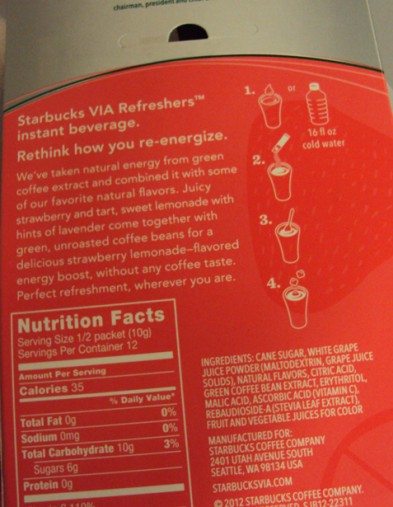 chairman, president and
Starbucks VIA Refreshers™
instant beverage.
Rethink how you re-energize.
We've taken natural energy from green
coffee extract and combined it with some
of our favorite natural flavors. Juicy
strawberry and tart, sweet lemonade with
hints of lavender come together with
green, unroasted coffee beans for a
delicious strawberry lemonade–flavored
energy boost, without any coffee taste.
Perfect refreshment, wherever you are.
1.
or
16 fl oz
cold water
2.
3.
4.
Nutrition Facts
Serving Size 1/2 packet (10g)
Servings Per Container 12
Amount Per Serving
Calories 35
% Daily Value*
Total Fat 0g 0%
Sodium 0mg 0%
Total Carbohydrate 10g 3%
Sugars 6g
Protein 0g
INGREDIENTS: CANE SUGAR, WHITE GRAPE
JUICE POWDER (MALTODEXTRIN, GRAPE JUICE
SOLIDS), NATURAL FLAVORS, CITRIC ACID,
GREEN COFFEE BEAN EXTRACT, ERYTHRITOL,
MALIC ACID, ASCORBIC ACID (VITAMIN C),
REBAUDIOSIDE-A (STEVIA LEAF EXTRACT),
FRUIT AND VEGETABLE JUICES FOR COLOR
MANUFACTURED FOR:
STARBUCKS COFFEE COMPANY
2401 UTAH AVENUE SOUTH
SEATTLE, WA 98134 USA
STARBUCKSVIA.COM
© 2012 STARBUCKS COFFEE COMPANY.